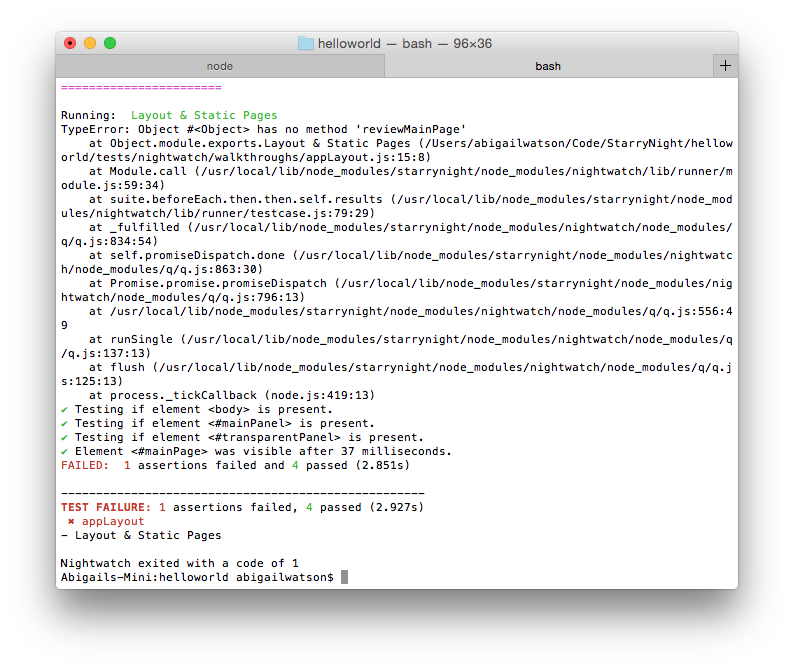 helloworld — bash — 96×36
node
bash
+
=======================
Running:  Layout & Static Pages
TypeError: Object #<Object> has no method 'reviewMainPage'
    at Object.module.exports.Layout & Static Pages (/Users/abigailwatson/Code/StarryNight/hellow
orld/tests/nightwatch/walkthroughs/appLayout.js:15:8)
    at Module.call (/usr/local/lib/node_modules/starrynight/node_modules/nightwatch/lib/runner/m
odule.js:59:34)
    at suite.beforeEach.then.then.self.results (/usr/local/lib/node_modules/starrynight/node_mod
ules/nightwatch/lib/runner/testcase.js:79:29)
    at _fulfilled (/usr/local/lib/node_modules/starrynight/node_modules/nightwatch/node_modules/
q/q.js:834:54)
    at self.promiseDispatch.done (/usr/local/lib/node_modules/starrynight/node_modules/nightwatc
h/node_modules/q/q.js:863:30)
    at Promise.promise.promiseDispatch (/usr/local/lib/node_modules/starrynight/node_modules/nig
htwatch/node_modules/q/q.js:796:13)
    at /usr/local/lib/node_modules/starrynight/node_modules/nightwatch/node_modules/q/q.js:556:4
9
    at runSingle (/usr/local/lib/node_modules/starrynight/node_modules/nightwatch/node_modules/q
/q.js:137:13)
    at flush (/usr/local/lib/node_modules/starrynight/node_modules/nightwatch/node_modules/q/q.j
s:125:13)
    at process._tickCallback (node.js:419:13)
✔ Testing if element <body> is present.
✔ Testing if element <#mainPanel> is present.
✔ Testing if element <#transparentPanel> is present.
✔ Element <#mainPage> was visible after 37 milliseconds.
FAILED:  1 assertions failed and 4 passed (2.851s)
----------------------------------------------------
TEST FAILURE: 1 assertions failed, 4 passed (2.927s)
 ✖ appLayout
- Layout & Static Pages
Nightwatch exited with a code of 1
Abigails-Mini:helloworld abigailwatson$